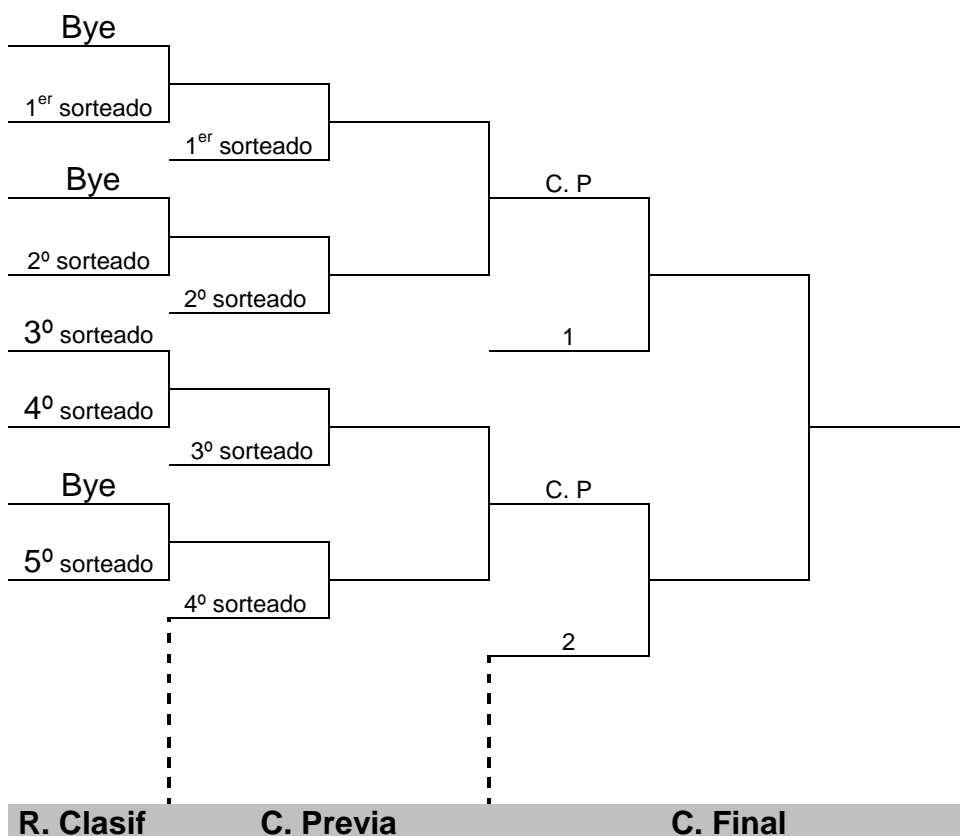 Bye
1er sorteado
1er sorteado
Bye
C. P
2º sorteado
2º sorteado
3º sorteado
1
4º sorteado
3º sorteado
Bye
C. P
5º sorteado
4º sorteado
2
R. Clasif C. Previa C. Final